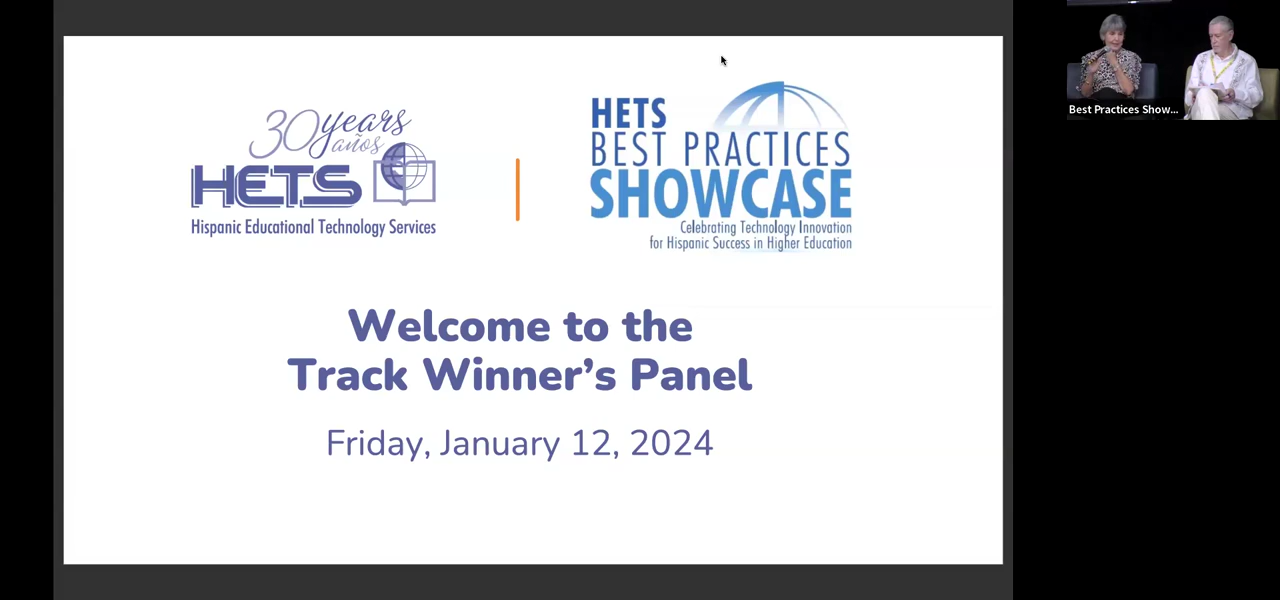 30 years
años
HETS
Hispanic Educational Technology Services
HETS
BEST PRACTICES
SHOWCASE
Celebrating Technology Innovation
for Hispanic Success in Higher Education
Welcome to the
Track Winner’s Panel
Friday, January 12, 2024
Best Practices Show...